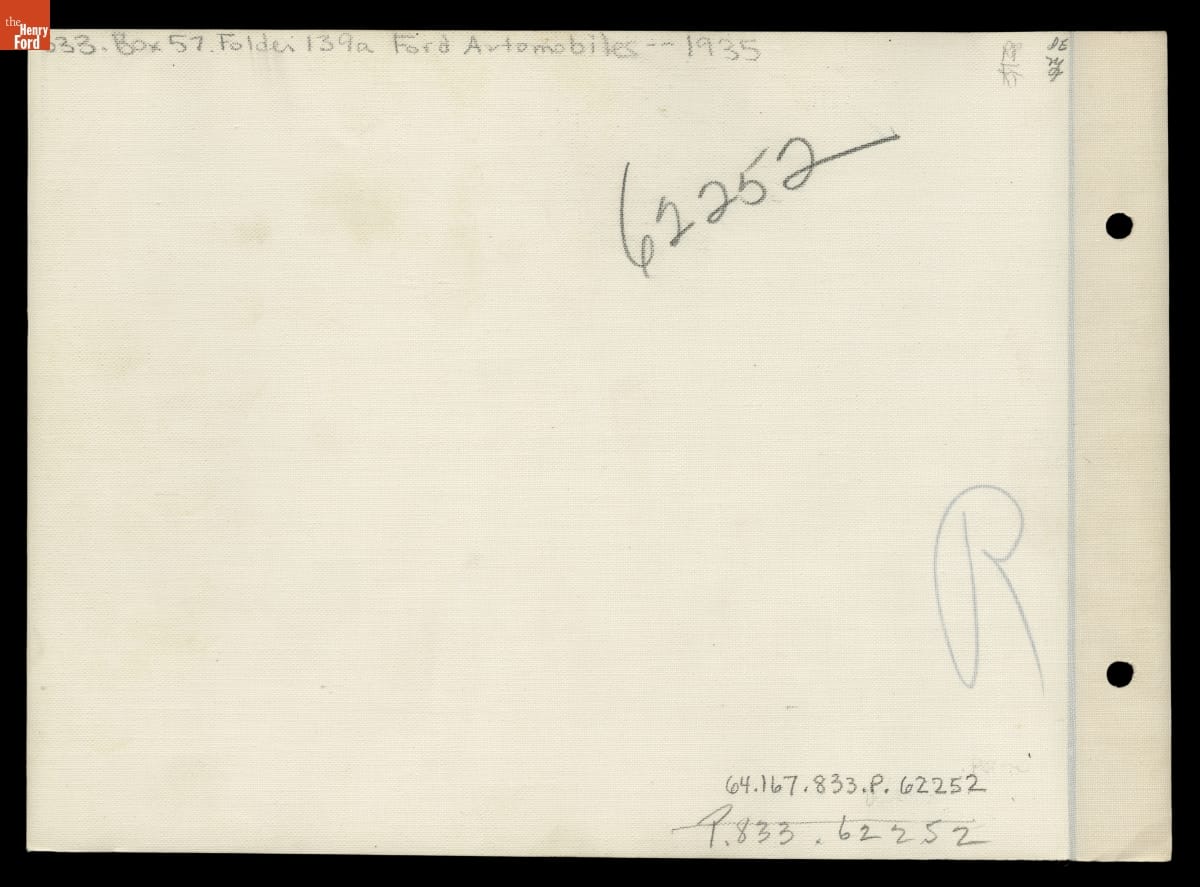 the
Henry
Ford
833. Box 57. Folder 139a Ford Automobiles -- 1935
62252
R
64.167.833.P.62252
P.833.62252